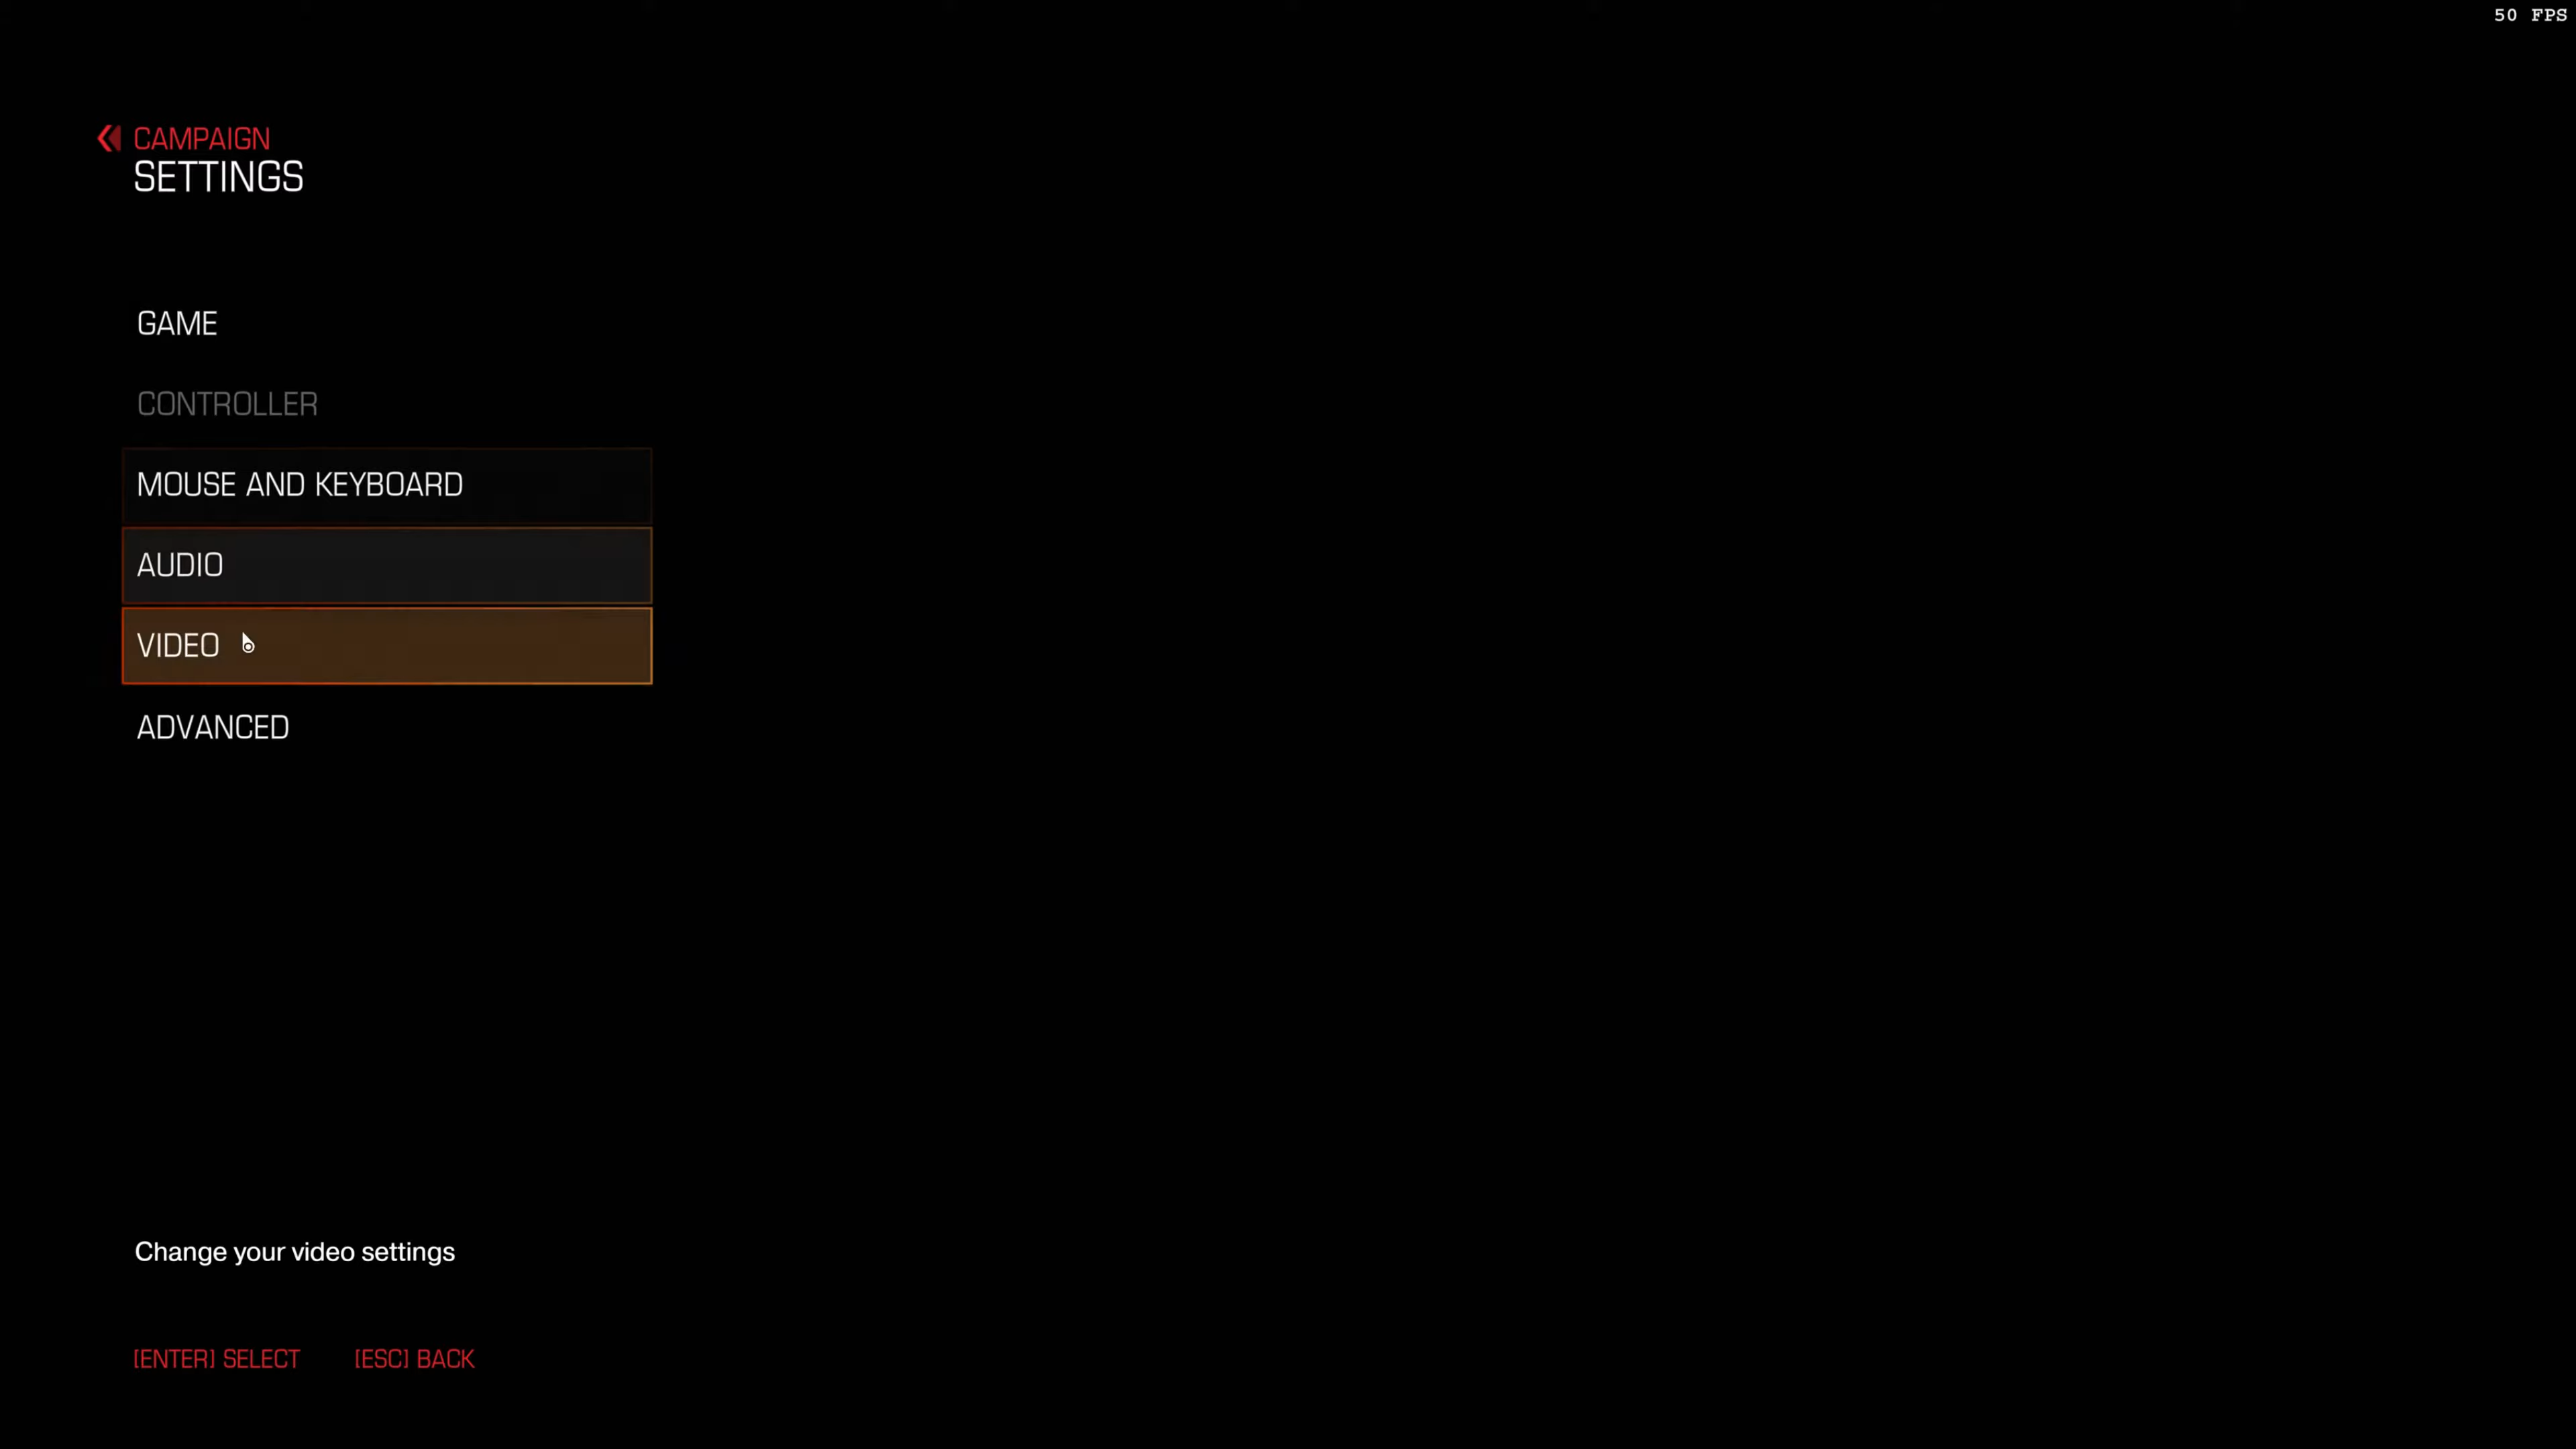 50 FPS
CAMPAIGN
SETTINGS
GAME
CONTROLLER
MOUSE AND KEYBOARD
AUDIO
VIDEO
ADVANCED
Change your video settings
[ENTER] SELECT [ESC] BACK